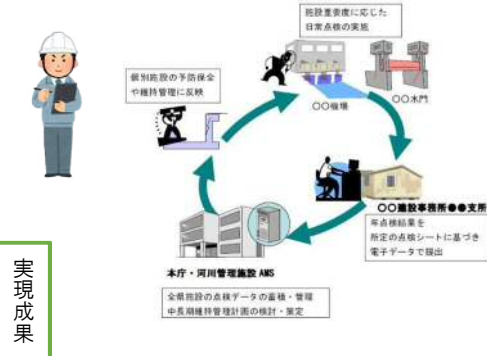 施設重要度に応じた
日常点検の実施
個別施設の予防保全
や維持管理に反映
○○機場
○○水門
○○建設事務所●●支所
年点検結果を
所定の点検シートに基づき
電子データで提出
本庁・河川管理施設 AMS
全県施設の点検データの蓄積・管理
中長期維持管理計画の検討・策定
実現成果